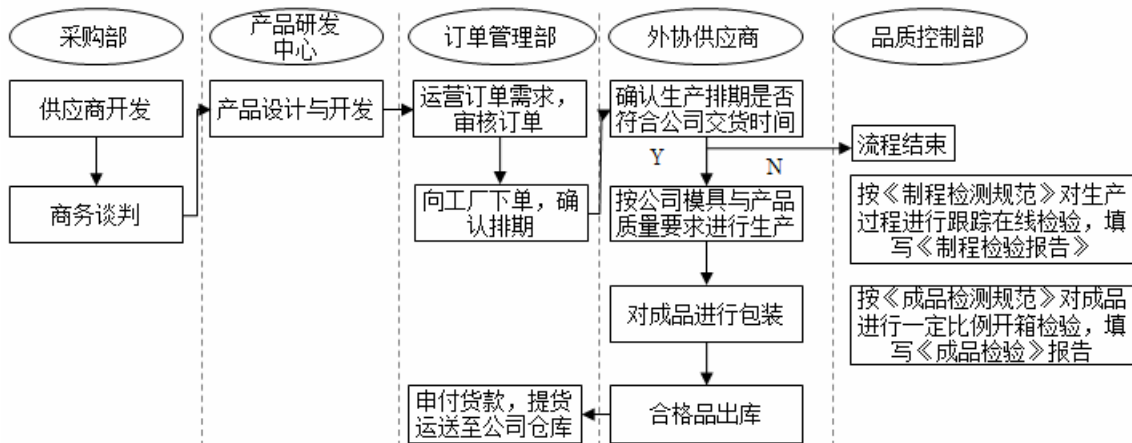 采购部
产品研发
中心
订单管理部
外协供应商
品质控制部
供应商开发
产品设计与开发
运营订单需求，
审核订单
确认生产排期是否
符合公司交货时间
Y
N
流程结束
商务谈判
向工厂下单，确
认排期
按公司模具与产品
质量要求进行生产
按《制程检测规范》对生产
过程进行跟踪在线检验，填
写《制程检验报告》
对成品进行包装
按《成品检测规范》对成品
进行一定比例开箱检验，填
写《成品检验》报告
申付货款，提货
运送至公司仓库
合格品出库